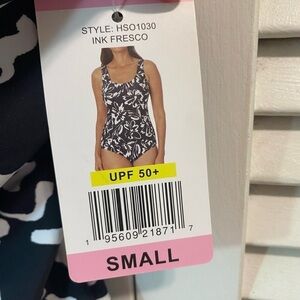 STYLE: HSO1030
INK FRESCO
UPF 50+
1 95609 21871 7
SMALL